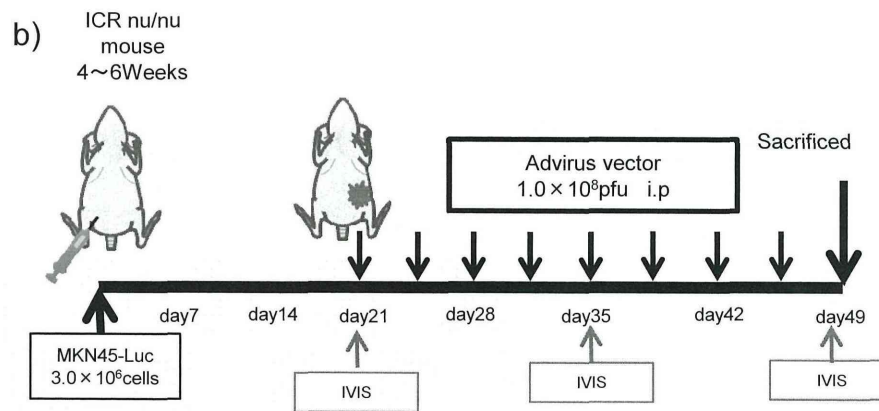 b)
ICR nu/nu
mouse
4～6Weeks
Advirus vector
1.0×10⁸pfu i.p
Sacrificed
day7
day14
day21
day28
day35
day42
day49
MKN45-Luc
3.0×10⁶cells
IVIS
IVIS
IVIS